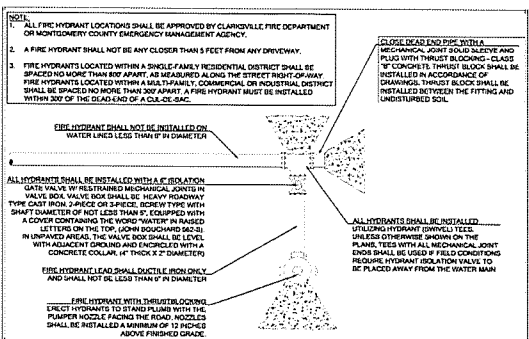 NOTE:
1. ALL FIRE HYDRANT LOCATIONS SHALL BE APPROVED BY CLARKSVILLE FIRE DEPARTMENT
OR MONTGOMERY COUNTY EMERGENCY MANAGEMENT AGENCY.
2. A FIRE HYDRANT SHALL NOT BE ANY CLOSER THAN 5 FEET FROM ANY DRIVEWAY.
3. FIRE HYDRANTS LOCATED WITHIN A SINGLE-FAMILY RESIDENTIAL DISTRICT SHALL BE
SPACED NO MORE THAN 800' APART, AS MEASURED ALONG THE STREET RIGHT-OF-WAY.
FIRE HYDRANTS LOCATED WITHIN A MULTI-FAMILY, COMMERCIAL OR INDUSTRIAL DISTRICT
SHALL BE SPACED NO MORE THAN 300' APART. A FIRE HYDRANT MUST BE INSTALLED
WITHIN 300' OF THE DEAD-END OF A CUL-DE-SAC.
CLOSE DEAD END PIPE WITH A
MECHANICAL JOINT SOLID SLEEVE AND
PLUG WITH THRUST BLOCKING - CLASS
"B" CONCRETE THRUST BLOCK SHALL BE
INSTALLED IN ACCORDANCE OF
DRAWINGS. THRUST BLOCK SHALL BE
INSTALLED BETWEEN THE FITTING AND
UNDISTURBED SOIL
FIRE HYDRANT SHALL NOT BE INSTALLED ON
WATER LINES LESS THAN 6" IN DIAMETER
ALL HYDRANTS SHALL BE INSTALLED WITH A 6" ISOLATION
GATE VALVE W/ RESTRAINED MECHANICAL JOINTS IN
VALVE BOX. VALVE BOX SHALL BE HEAVY ROADWAY
TYPE CAST IRON, 2-PIECE OR 3-PIECE, SCREW TYPE WITH
SHAFT DIAMETER OF NOT LESS THAN 5", EQUIPPED WITH
A COVER CONTAINING THE WORD "WATER" IN RAISED
LETTERS ON THE TOP, (JOHN BOUCHARD 562-S).
IN UNPAVED AREAS, THE VALVE BOX SHALL BE LEVEL
WITH ADJACENT GROUND AND ENCIRCLED WITH A
CONCRETE COLLAR, (4" THICK X 2" DIAMETER)
ALL HYDRANTS SHALL BE INSTALLED
UTILIZING HYDRANT (SWIVEL) TEES,
UNLESS OTHERWISE SHOWN ON THE
PLANS, TEES WITH ALL MECHANICAL JOINT
ENDS SHALL BE USED IF FIELD CONDITIONS
REQUIRE HYDRANT ISOLATION VALVE TO
BE PLACED AWAY FROM THE WATER MAIN
FIRE HYDRANT LEAD SHALL DUCTILE IRON ONLY
AND SHALL NOT BE LESS THAN 6" IN DIAMETER
FIRE HYDRANT WITH THRUSTBLOCKING
ERECT HYDRANTS TO STAND PLUMB WITH THE
PUMPER NOZZLE FACING THE ROAD. NOZZLES
SHALL BE INSTALLED A MINIMUM OF 12 INCHES
ABOVE FINISHED GRADE.